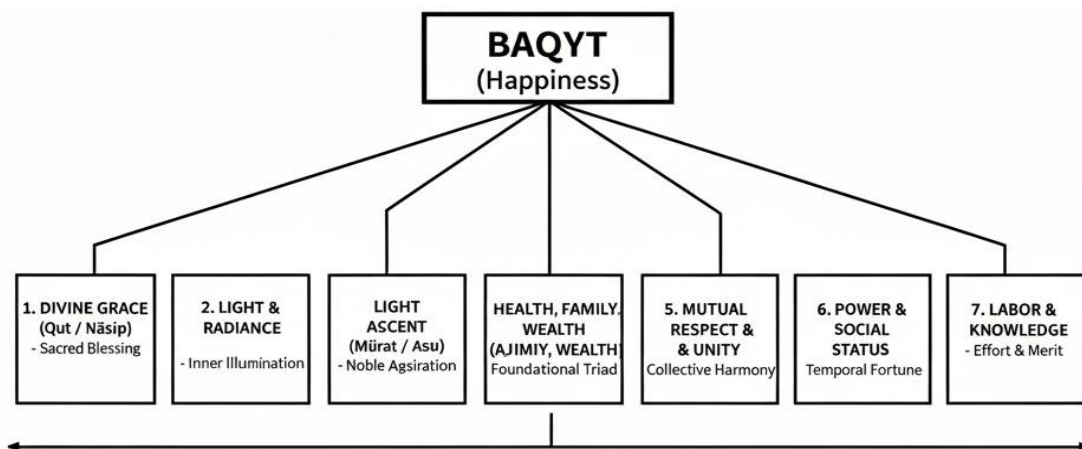 BAQYT
(Happiness)
1. DIVINE GRACE
(Qut / Näsip)
- Sacred Blessing
2. LIGHT &
RADIANCE
- Inner Illumination
LIGHT
ASCENT
(Mürat / Asu)
- Noble Agsiration
HEALTH, FAMILY,
WEALTH
(AJIMIY, WEALTH)
Foundational Triad
5. MUTUAL
RESPECT &
& UNITY
Collective Harmony
6. POWER &
SOCIAL
STATUS
Temporal Fortune
7. LABOR &
KNOWLEDGE
- Effort & Merit